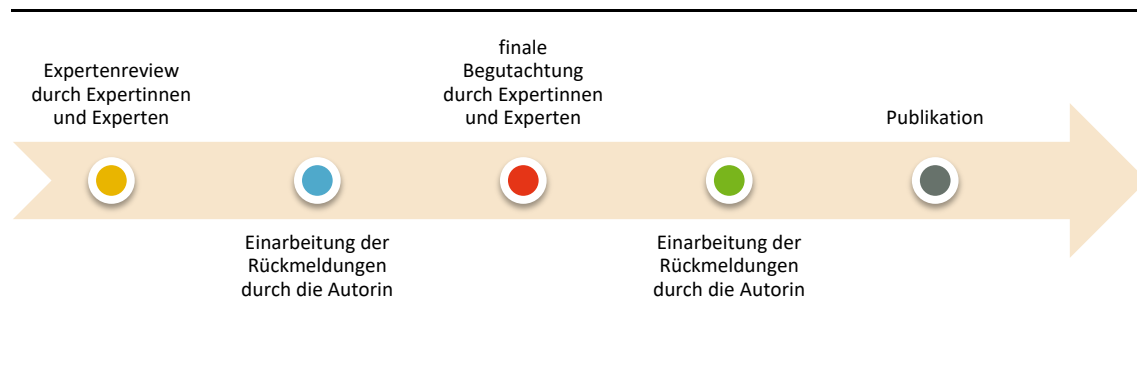 Expertenreview
durch Expertinnen
und Experten
Einarbeitung der
Rückmeldungen
durch die Autorin
finale
Begutachtung
durch Expertinnen
und Experten
Einarbeitung der
Rückmeldungen
durch die Autorin
Publikation